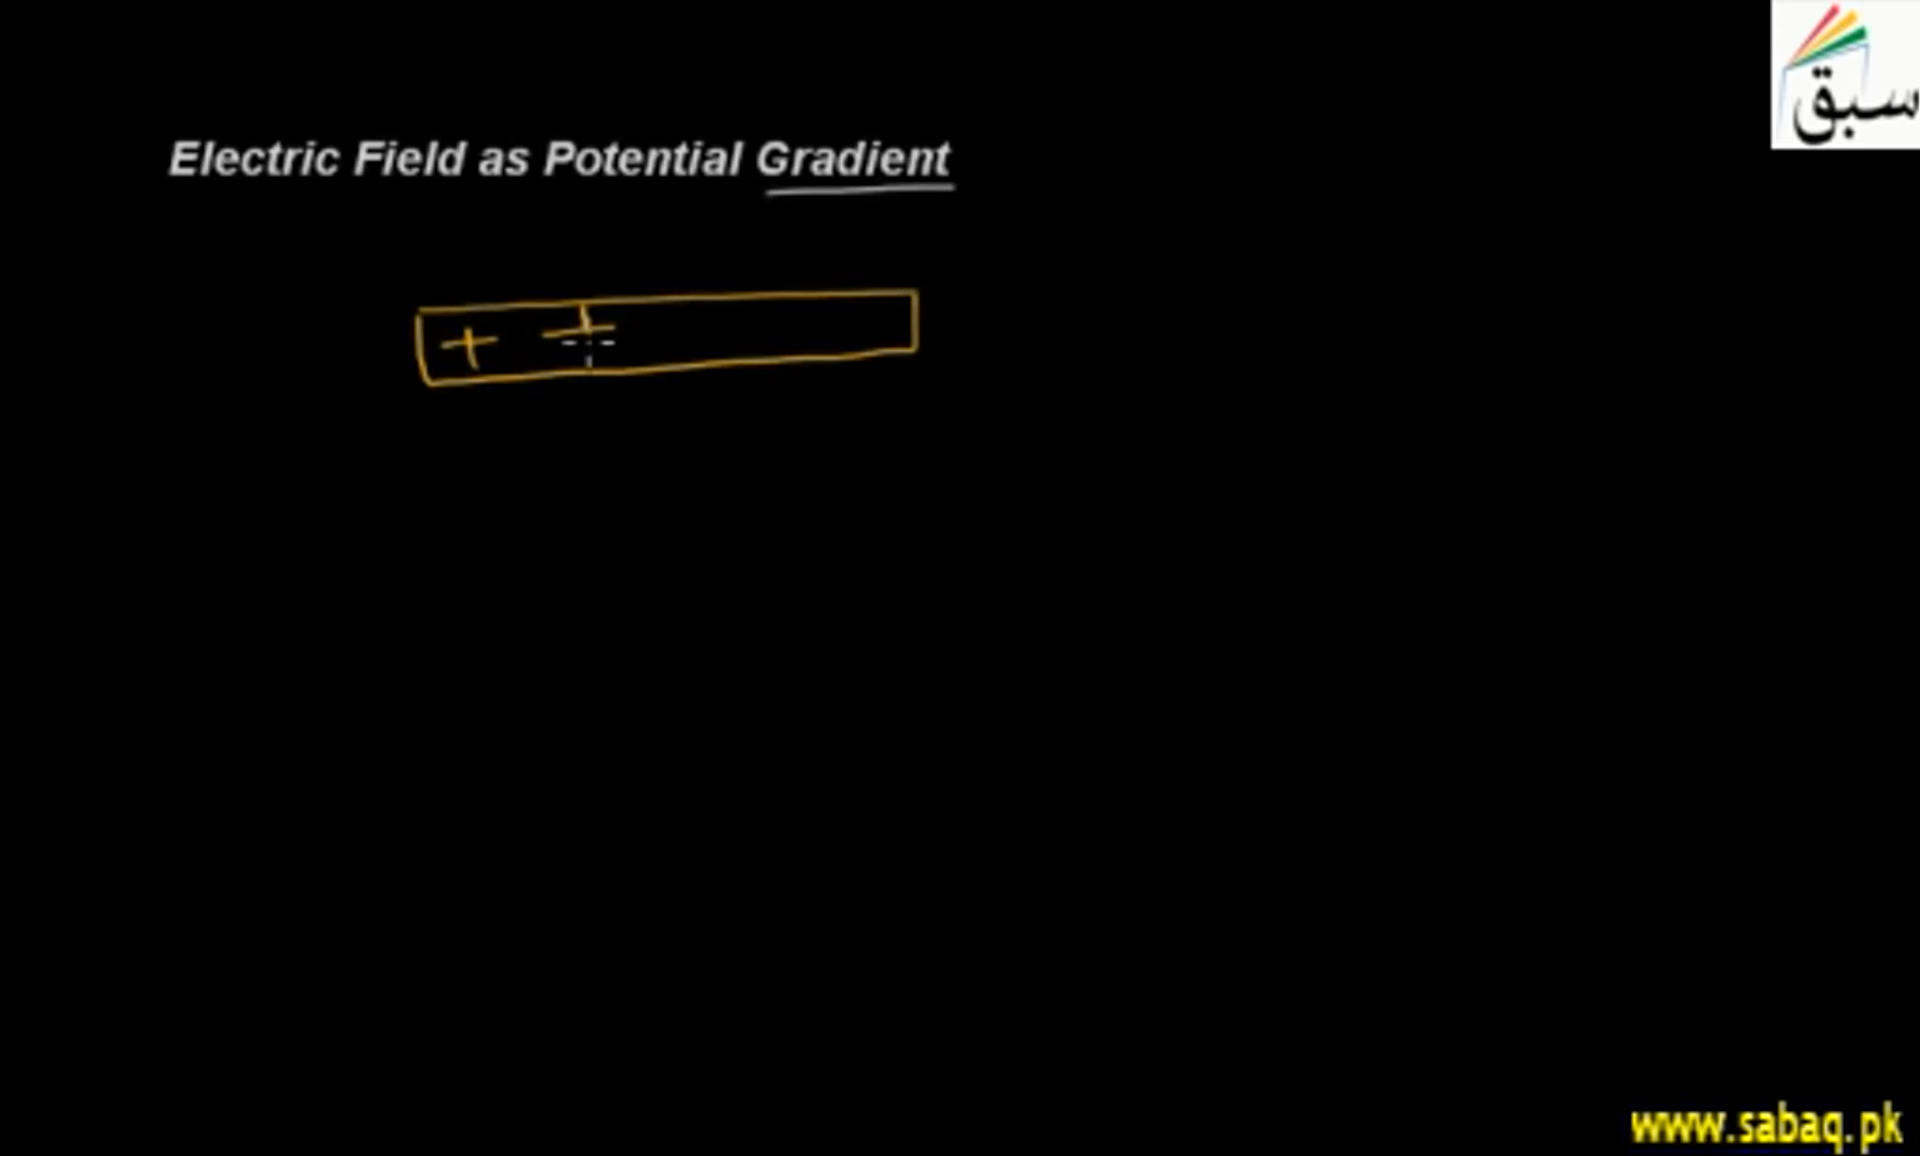 سبق
Electric Field as Potential Gradient
+ +
www.sabaq.pk